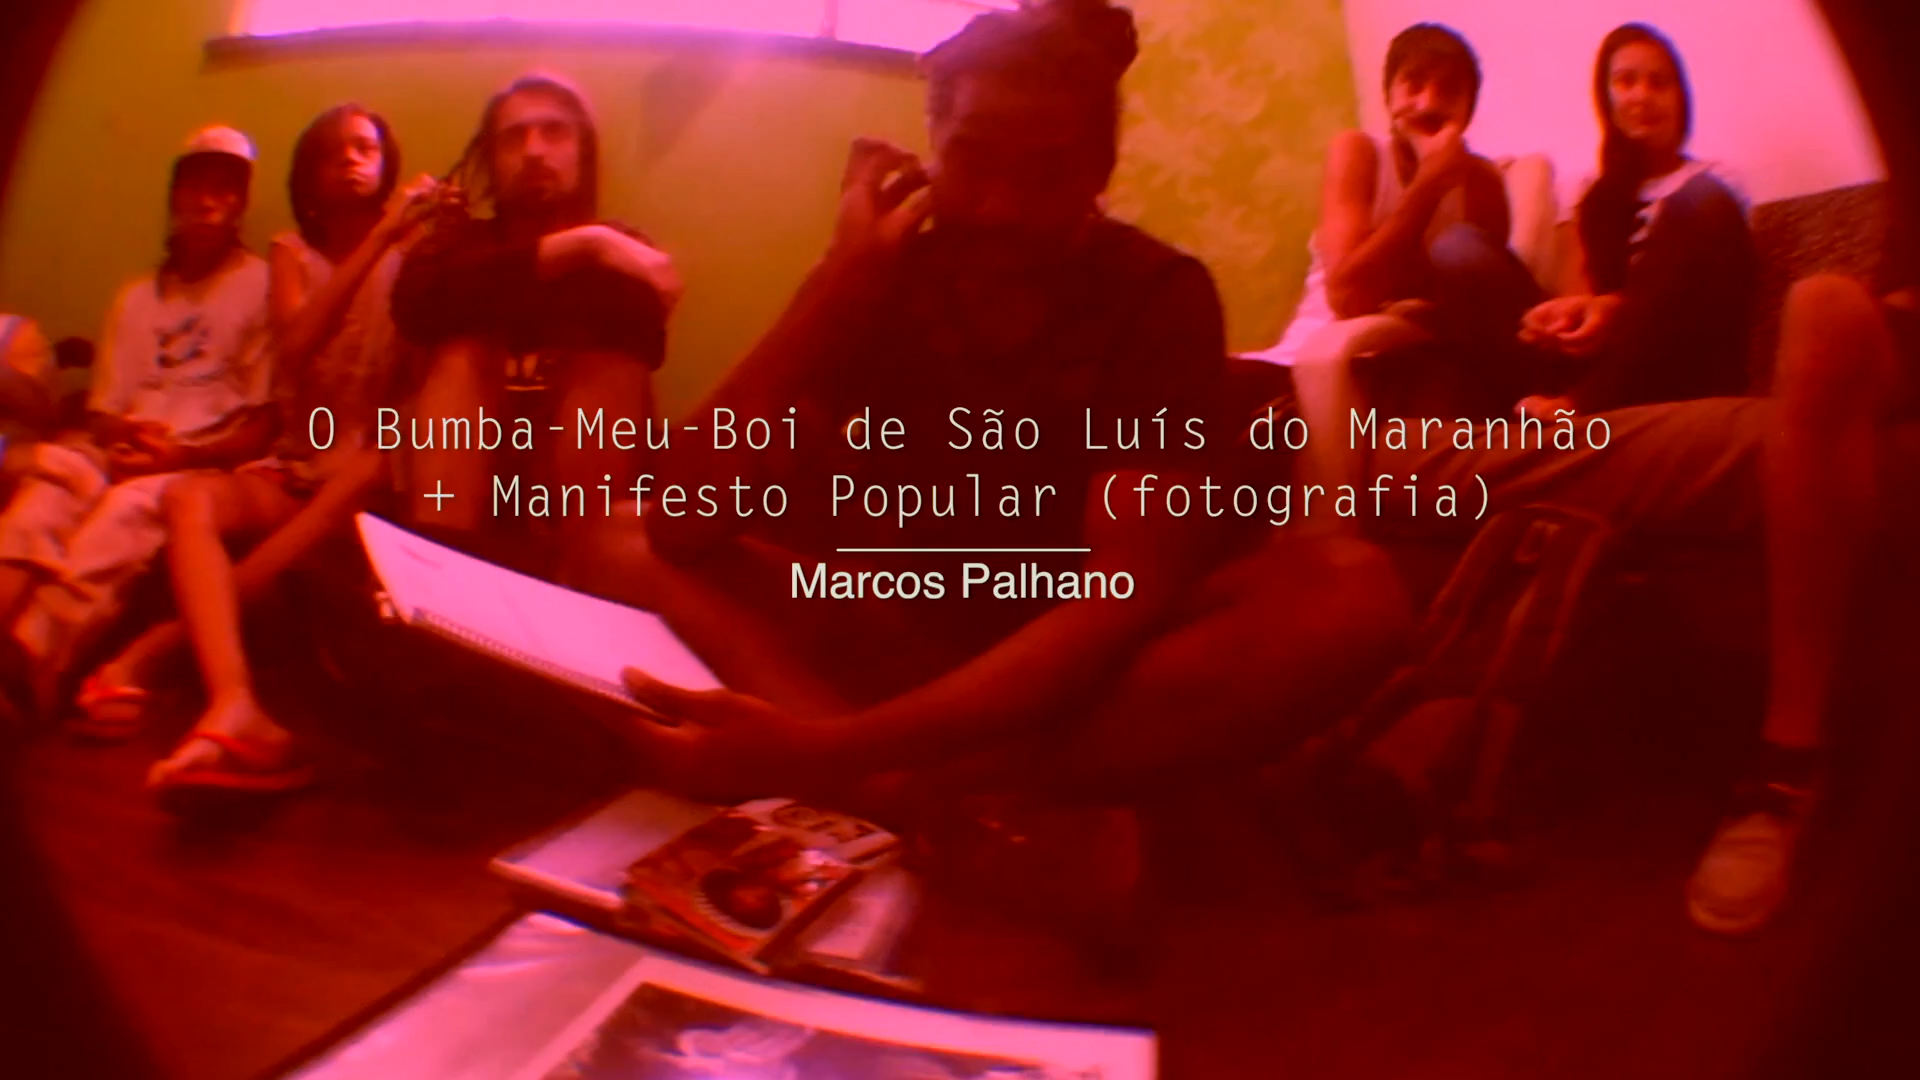 O Bumba-Meu-Boi de São Luís do Maranhão
+ Manifesto Popular (fotografia)
Marcos Palhano